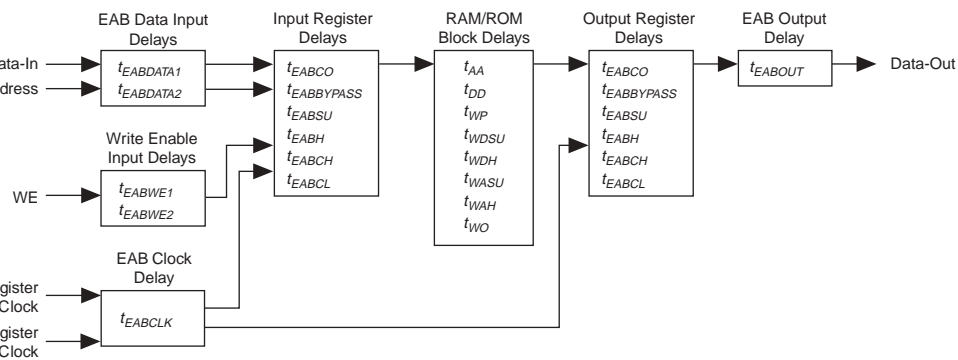 EAB Data Input
Delays
Input Register
Delays
RAM/ROM
Block Delays
Output Register
Delays
EAB Output
Delay
tEABDATA1
tEABDATA2
tEABCO
tEABBYPASS
tEABSU
tEABH
tEABCH
tEABCL
tAA
tDD
tWP
tWDSU
tWDH
tWASU
tWAH
tWO
tEABCO
tEABBYPASS
tEABSU
tEABH
tEABCH
tEABCL
tEABOUT
Data-Out
Write Enable
Input Delays
WE
tEABWE1
tEABWE2
EAB Clock
Delay
Clock
tEABCLK
Clock